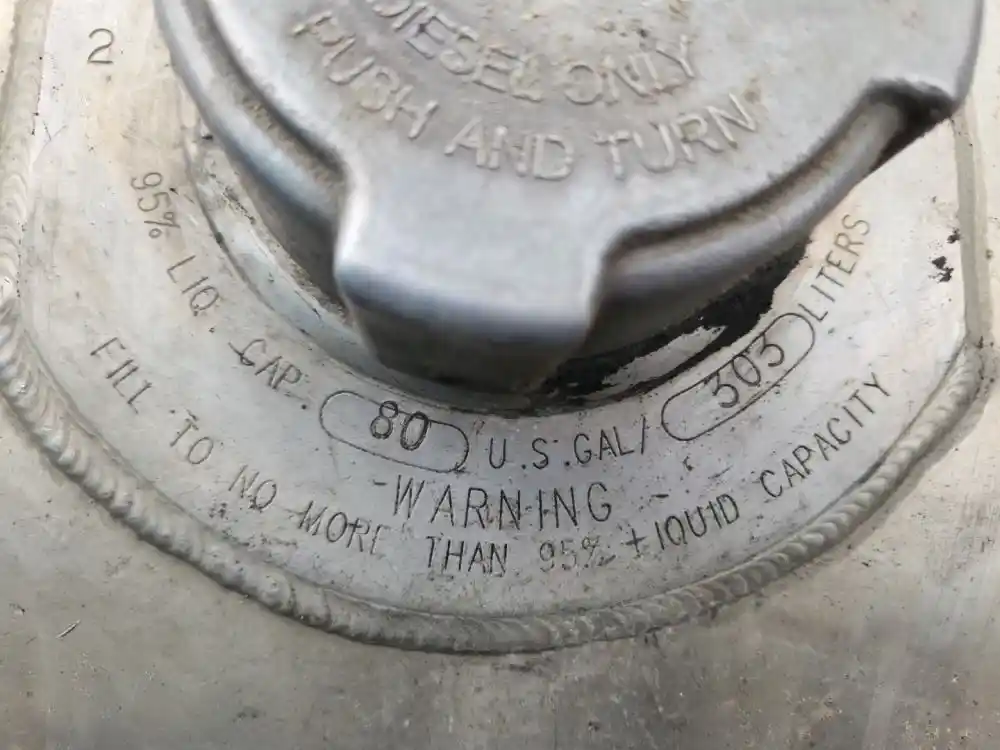 DIESEL ONLY
PUSH AND TURN
2
95% LIQ CAP 80 U.S. GAL/ 303 LITERS
WARNING
FILL TO NO MORE THAN 95% LIQUID CAPACITY